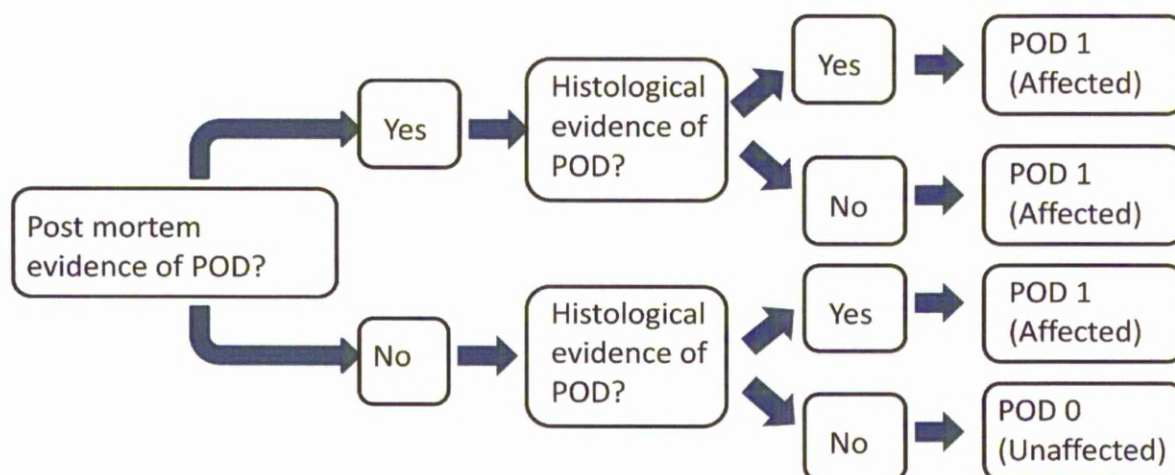 Post mortem
evidence of POD?
Yes
Histological
evidence of
POD?
Yes
POD 1
(Affected)
No
POD 1
(Affected)
No
Histological
evidence of
POD?
Yes
POD 1
(Affected)
No
POD 0
(Unaffected)